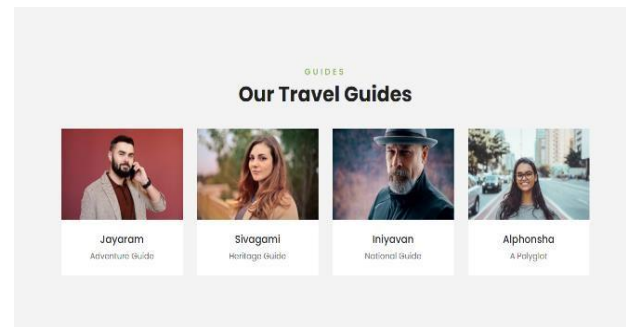 GUIDES
Our Travel Guides
Jayaram
Adventure Guide
Sivagami
Heritage Guide
Iniyavan
National Guide
Alphonsha
A Polyglot